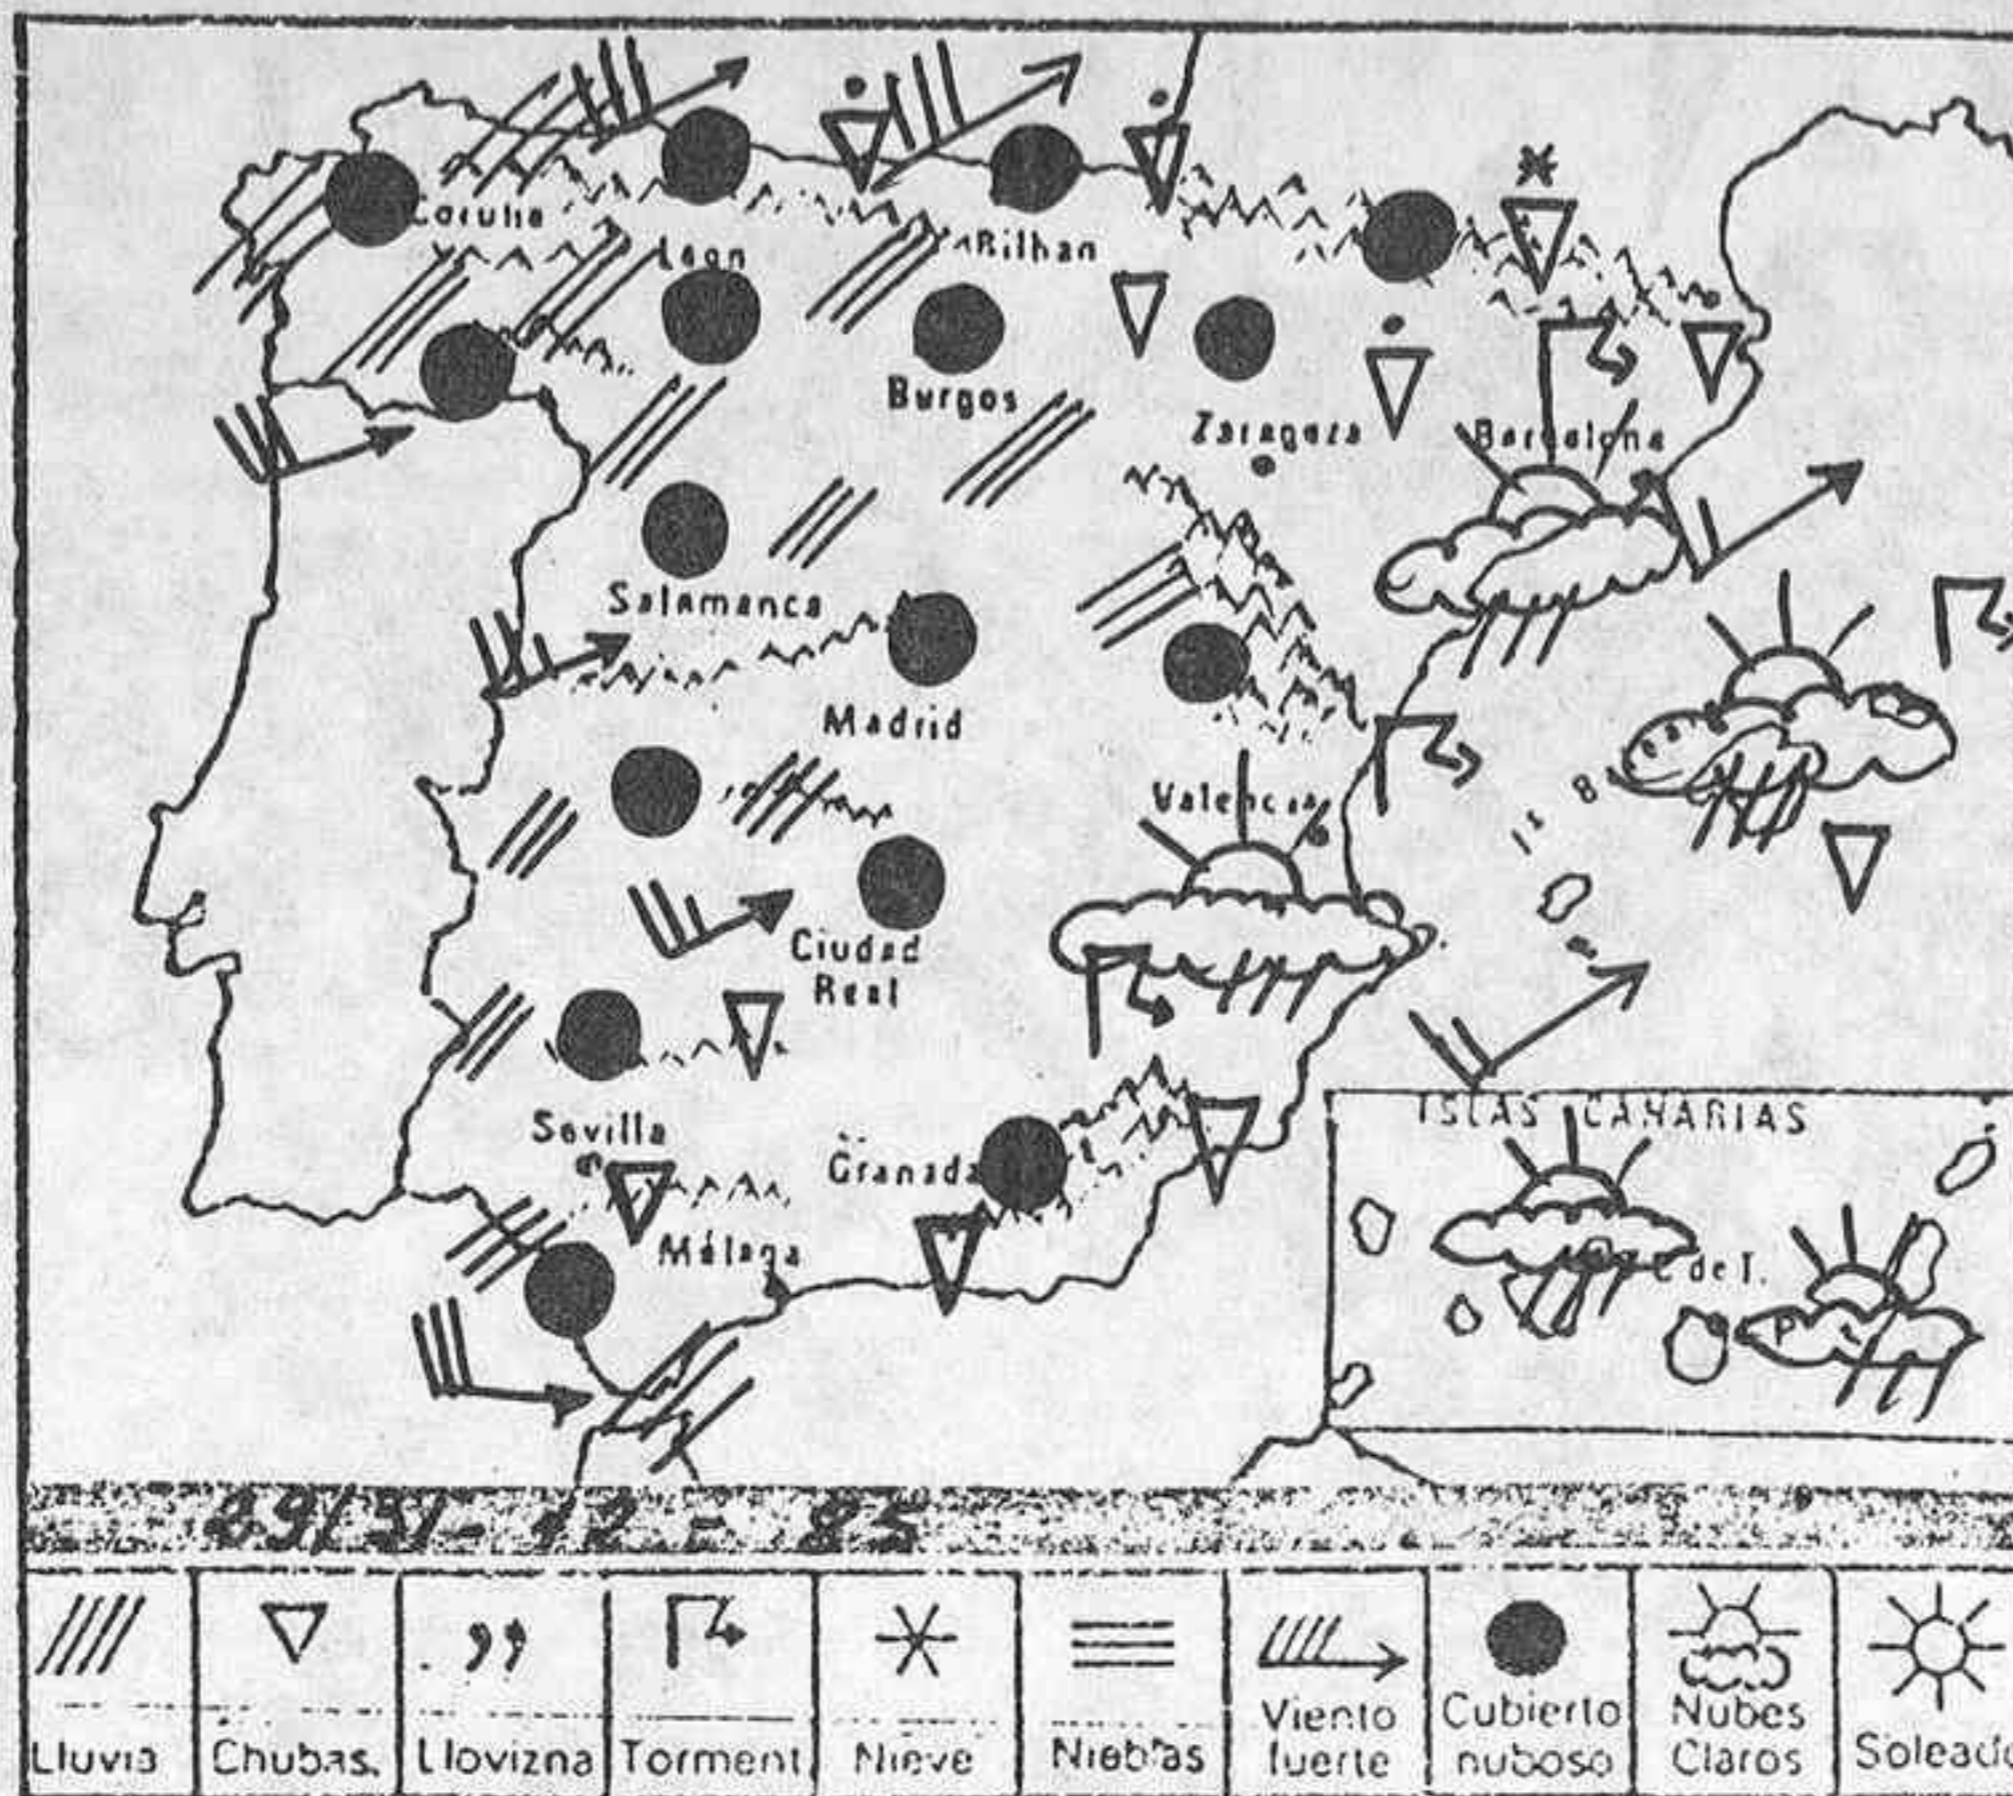 Coruña
León
Bilbao
Burgos
Zaragoza
Barcelona
Salamanca
Madrid
Valencia
Ciudad
Real
Sevilla
Granada
Málaga
ISLAS CANARIAS
C de T.
Lluvia
Chubas.
Llovizna
Torment
Nieve
Nieblas
Viento
fuerte
Cubierto
nuboso
Nubes
Claros